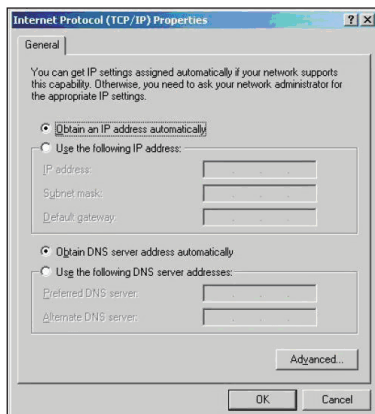 Internet Protocol (TCP/IP) Properties
General
You can get IP settings assigned automatically if your network supports
this capability. Otherwise, you need to ask your network administrator for
the appropriate IP settings.
Obtain an IP address automatically
Use the following IP address:
IP address:
Subnet mask:
Default gateway:
Obtain DNS server address automatically
Use the following DNS server addresses:
Preferred DNS server:
Alternate DNS server:
Advanced...
OK Cancel